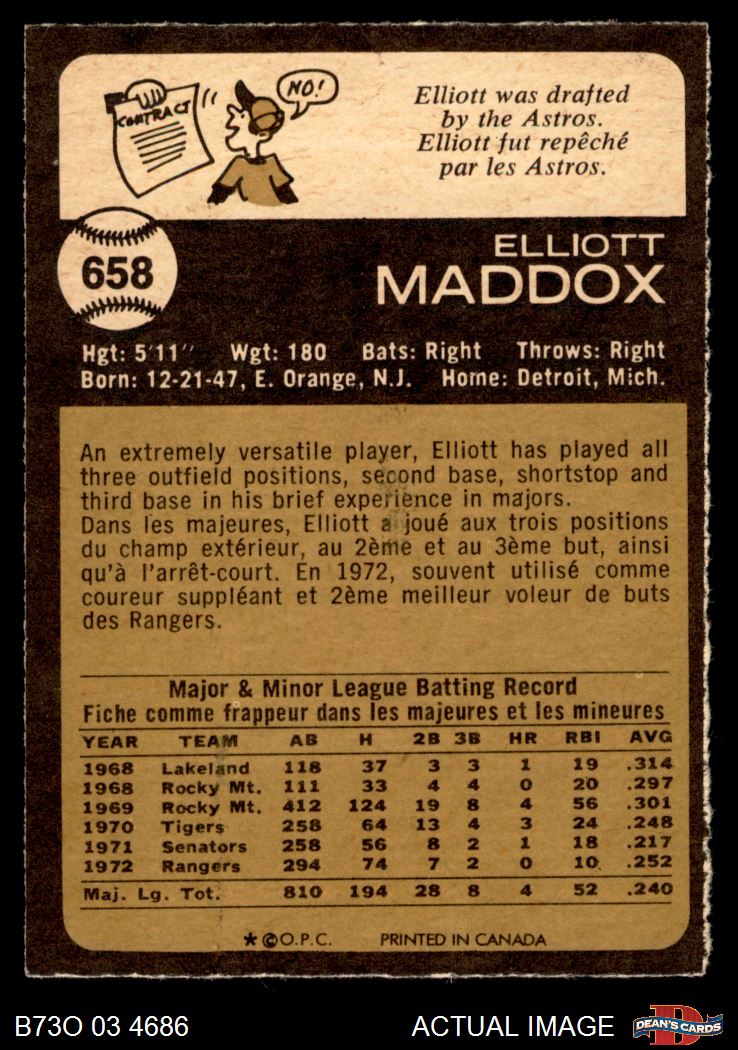 CONTRACT
NO!
Elliott was drafted
by the Astros.
Elliott fut repêché
par les Astros.
658
ELLIOTT
MADDOX
Hgt: 5'11" Wgt: 180 Bats: Right Throws: Right
Born: 12-21-47, E. Orange, N.J. Home: Detroit, Mich.
An extremely versatile player, Elliott has played all
three outfield positions, second base, shortstop and
third base in his brief experience in majors.
Dans les majeures, Elliott a joué aux trois positions
du champ extérieur, au 2ème et au 3ème but, ainsi
qu'à l'arrêt-court. En 1972, souvent utilisé comme
coureur suppléant et 2ème meilleur voleur de buts
des Rangers.
Major & Minor League Batting Record
Fiche comme frappeur dans les majeures et les mineures
YEAR TEAM AB H 2B 3B HR RBI AVG
1968 Lakeland 118 37 3 3 1 19 .314
1968 Rocky Mt. 111 33 4 4 0 20 .297
1969 Rocky Mt. 412 124 19 8 4 56 .301
1970 Tigers 258 64 13 4 3 24 .248
1971 Senators 258 56 8 2 1 18 .217
1972 Rangers 294 74 7 2 0 10 .252
Maj. Lg. Tot. 810 194 28 8 4 52 .240
* © O.P.C. PRINTED IN CANADA
B73O 03 4686 ACTUAL IMAGE D DEAN'S CARDS